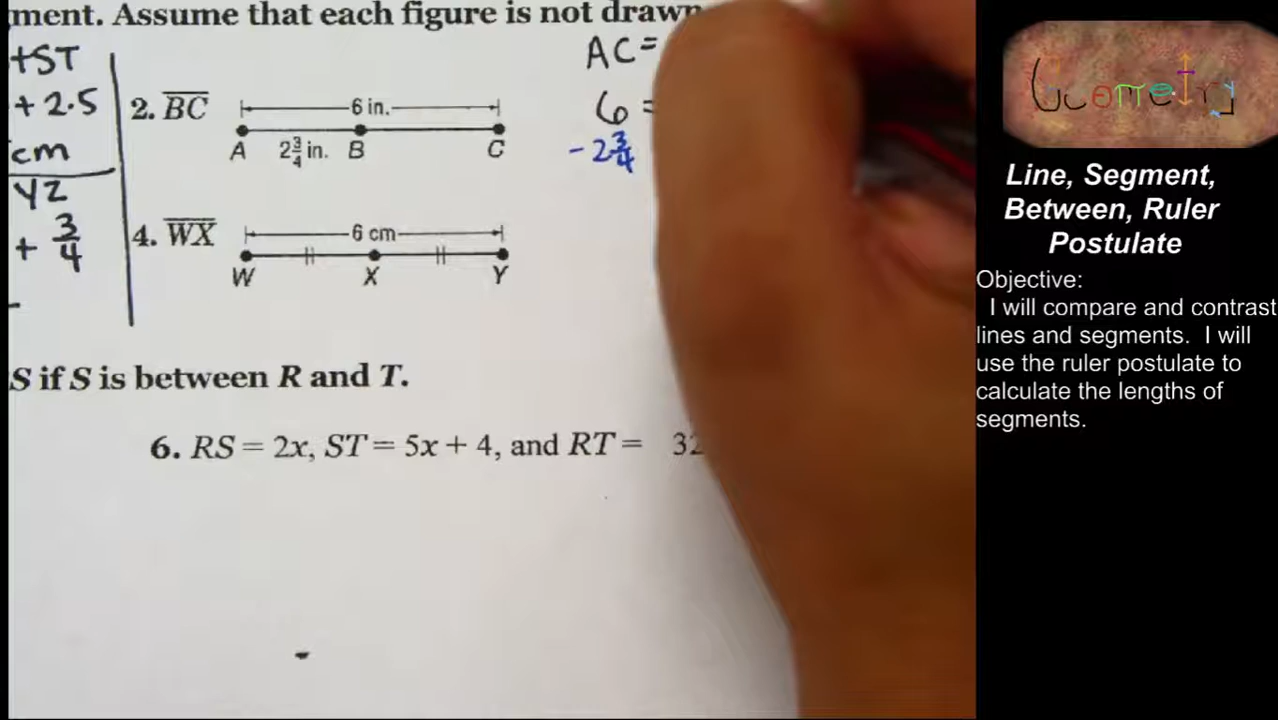 ment. Assume that each figure is not drawn
+ST
+ 2.5
cm
YZ
+ 3/4
2. BC
6 in.
A 2 3/4 in. B C
AC=
6 =
- 2 3/4
4. WX
6 cm
W X Y
S if S is between R and T.
6. RS = 2x, ST = 5x + 4, and RT = 32
Geometry
Line, Segment,
Between, Ruler
Postulate
Objective:
I will compare and contrast
lines and segments. I will
use the ruler postulate to
calculate the lengths of
segments.